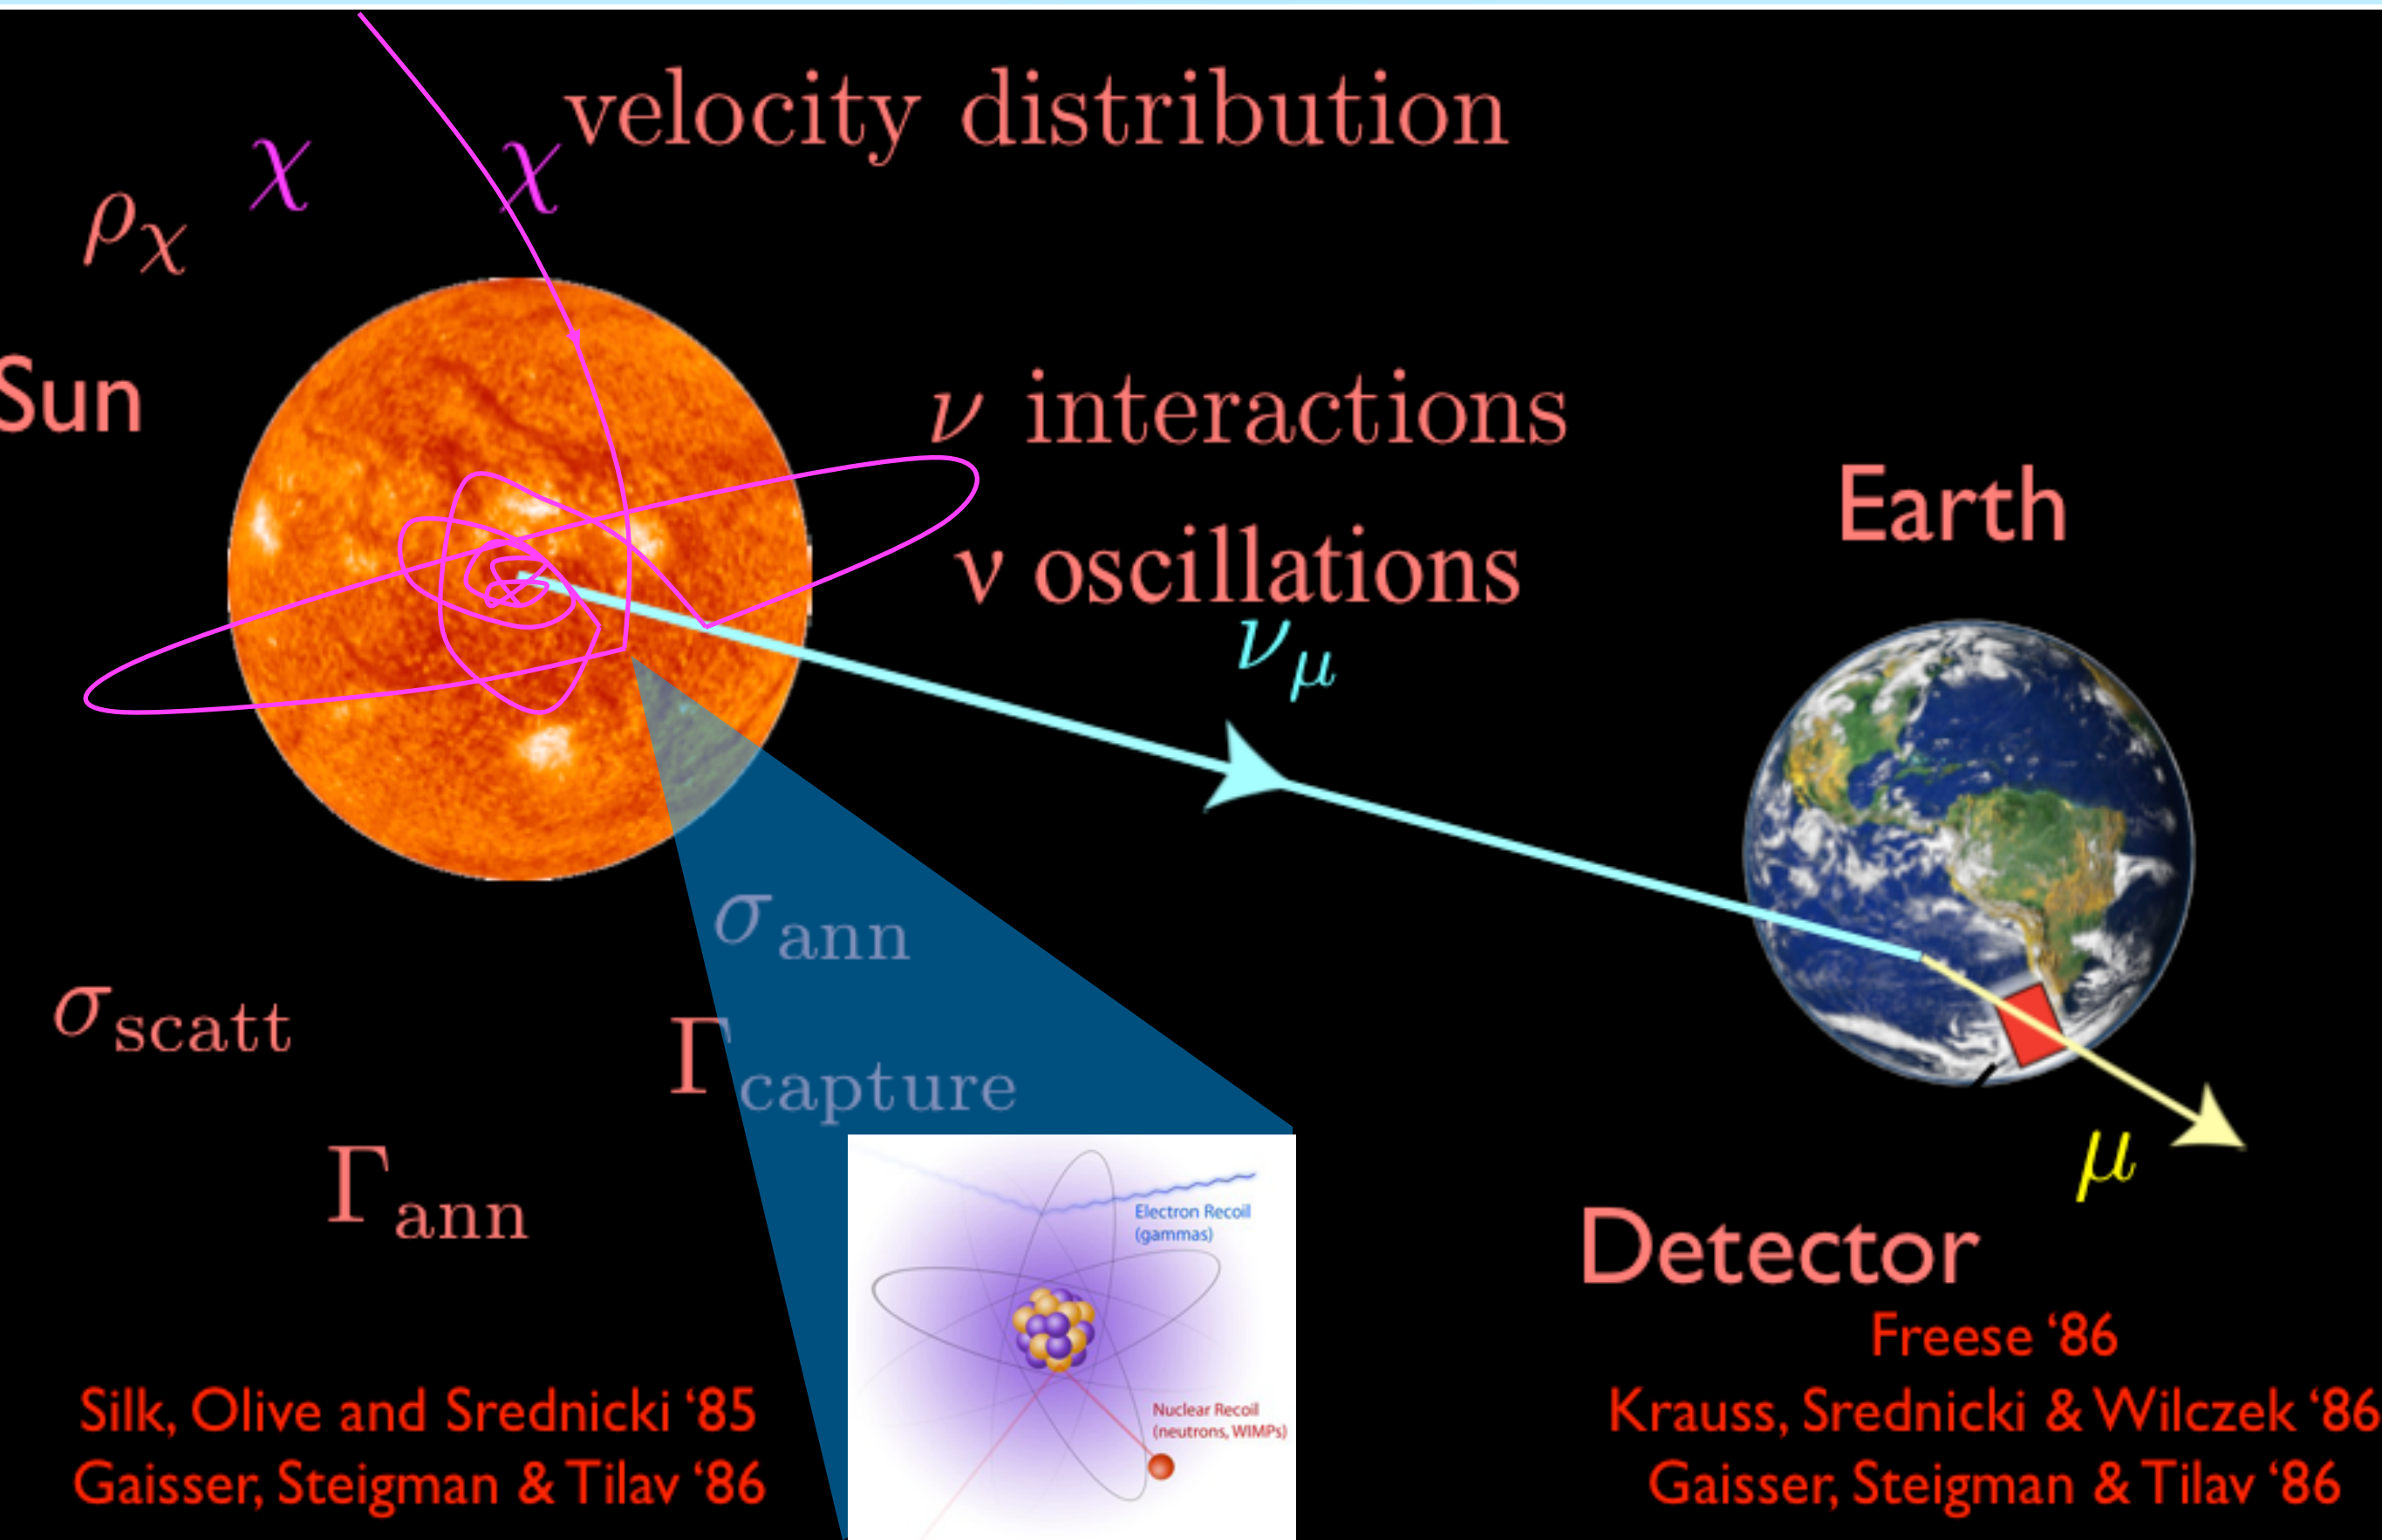 velocity distribution
χ
χ
ρχ
Sun
ν interactions
ν oscillations
νμ
Earth
σann
σscatt
Γcapture
Γann
μ
Electron Recoil
(gammas)
Nuclear Recoil
(neutrons, WIMPs)
Detector
Freese ‘86
Krauss, Srednicki & Wilczek ‘86
Gaisser, Steigman & Tilav ‘86
Silk, Olive and Srednicki ‘85
Gaisser, Steigman & Tilav ‘86